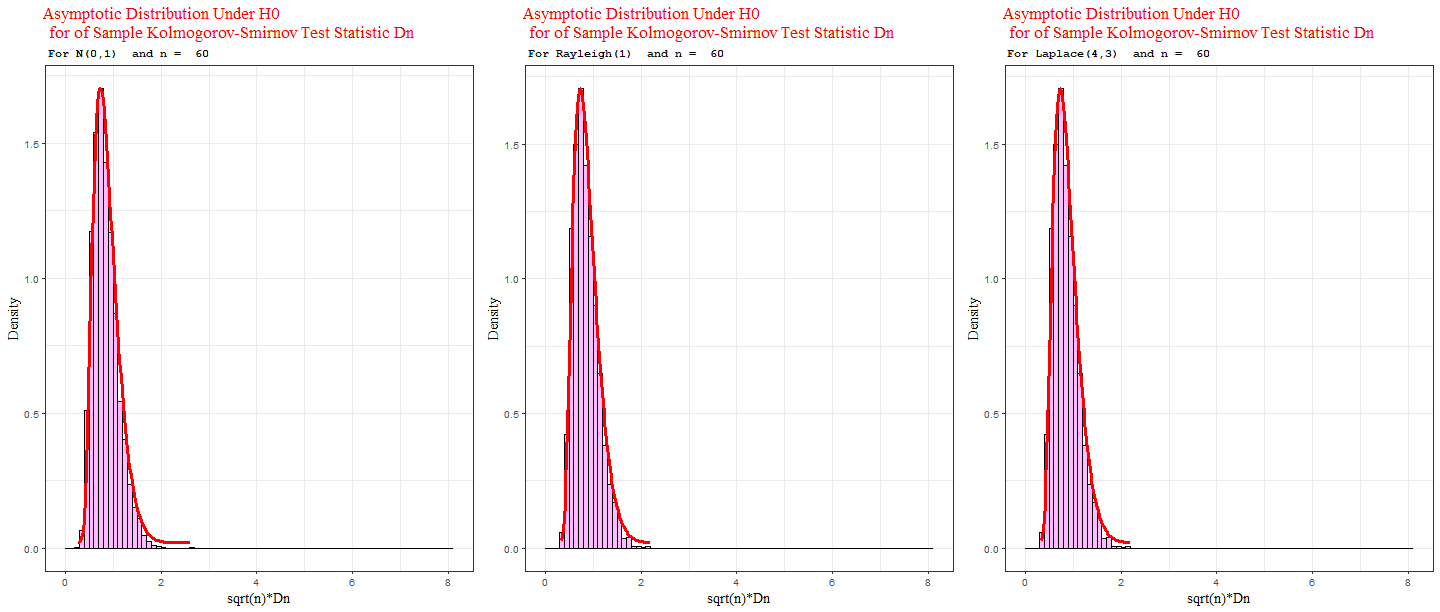 Asymptotic Distribution Under H0
for of Sample Kolmogorov-Smirnov Test Statistic Dn
For N(0,1)  and n =  60
Density
1.5
1.0
0.5
0.0
0 2 4 6 8
sqrt(n)*Dn
Asymptotic Distribution Under H0
for of Sample Kolmogorov-Smirnov Test Statistic Dn
For Rayleigh(1)  and n =  60
Density
1.5
1.0
0.5
0.0
0 2 4 6 8
sqrt(n)*Dn
Asymptotic Distribution Under H0
for of Sample Kolmogorov-Smirnov Test Statistic Dn
For Laplace(4,3)  and n =  60
Density
1.5
1.0
0.5
0.0
0 2 4 6 8
sqrt(n)*Dn